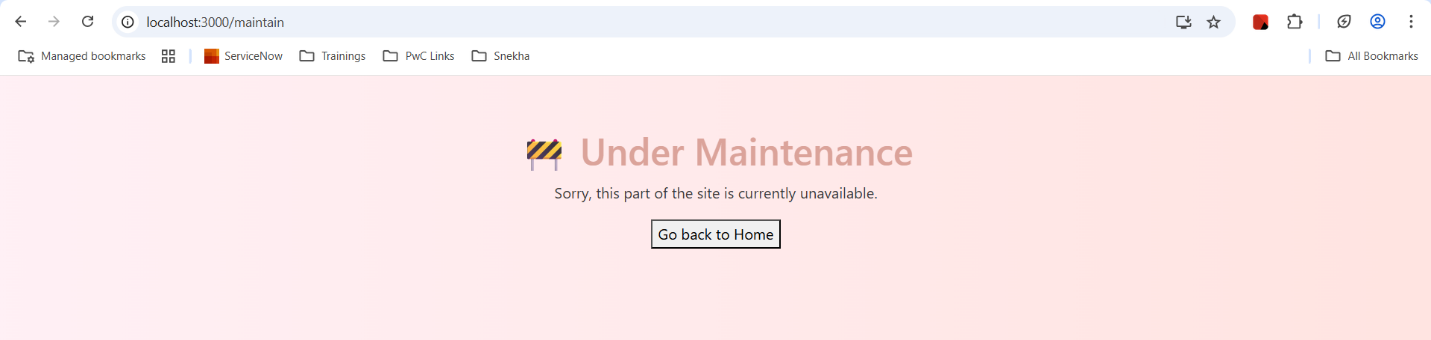 localhost:3000/maintain
Managed bookmarks ServiceNow Trainings PwC Links Snekha All Bookmarks
🚧 Under Maintenance
Sorry, this part of the site is currently unavailable.
Go back to Home